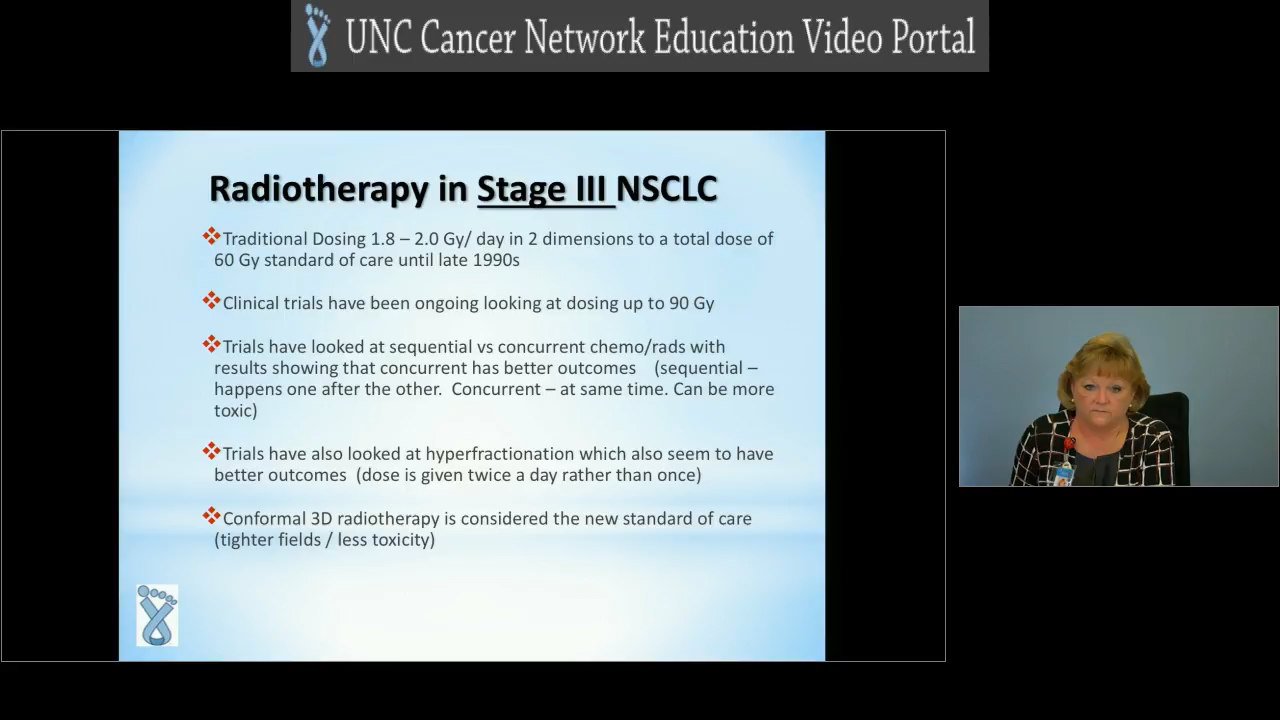 UNC Cancer Network Education Video Portal
Radiotherapy in Stage III NSCLC
❖Traditional Dosing 1.8 – 2.0 Gy/ day in 2 dimensions to a total dose of
60 Gy standard of care until late 1990s
❖Clinical trials have been ongoing looking at dosing up to 90 Gy
❖Trials have looked at sequential vs concurrent chemo/rads with
results showing that concurrent has better outcomes (sequential –
happens one after the other. Concurrent – at same time. Can be more
toxic)
❖Trials have also looked at hyperfractionation which also seem to have
better outcomes (dose is given twice a day rather than once)
❖Conformal 3D radiotherapy is considered the new standard of care
(tighter fields / less toxicity)